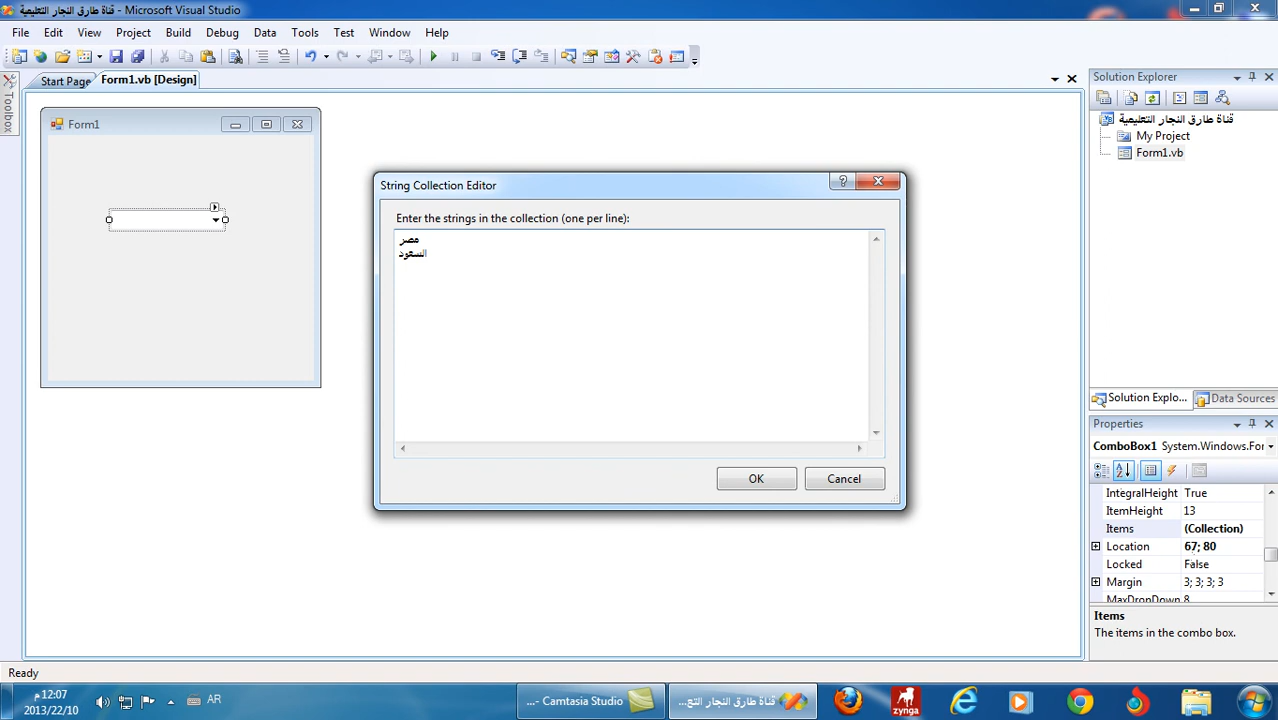 قناة طارق النجار التعليمية - Microsoft Visual Studio
File Edit View Project Build Debug Data Tools Test Window Help
Start Page Form1.vb [Design]
Toolbox
Form1
String Collection Editor
Enter the strings in the collection (one per line):
مصر
السعود
OK Cancel
Solution Explorer
قناة طارق النجار التعليمية
My Project
Form1.vb
Solution Explo... Data Sources
Properties
ComboBox1 System.Windows.For
IntegralHeight True
ItemHeight 13
Items (Collection)
Location 67; 80
Locked False
Margin 3; 3; 3; 3
MaxDropDown 8
Items
The items in the combo box.
Ready
12:07 م
2013/22/10
AR
...- Camtasia Studio
قناة طارق النجار التع...
zynga